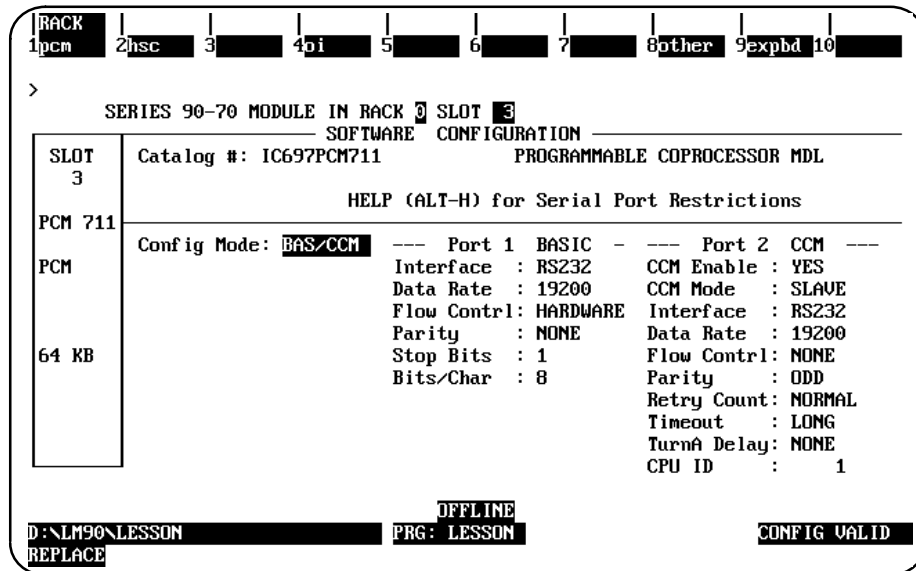 RACK
1pcm 2hsc 3 4oi 5 6 7 8other 9expbd 10
>
SERIES 90-70 MODULE IN RACK 0 SLOT 3
SOFTWARE CONFIGURATION
SLOT Catalog #: IC697PCM711 PROGRAMMABLE COPROCESSOR MDL
3
HELP (ALT-H) for Serial Port Restrictions
PCM 711
Config Mode: BAS/CCM --- Port 1 BASIC - --- Port 2 CCM ---
PCM Interface : RS232 CCM Enable : YES
Data Rate : 19200 CCM Mode : SLAVE
Flow Contrl: HARDWARE Interface : RS232
Parity : NONE Data Rate : 19200
64 KB Stop Bits : 1 Flow Contrl: NONE
Bits/Char : 8 Parity : ODD
Retry Count: NORMAL
Timeout : LONG
TurnA Delay: NONE
CPU ID : 1
OFFLINE
D:\LM90\LESSON PRG: LESSON CONFIG VALID
REPLACE